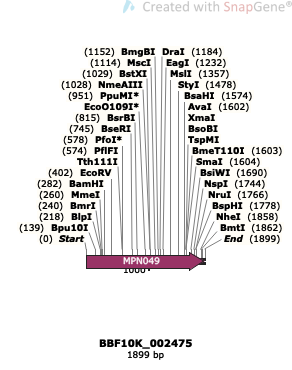 Created with SnapGene®
(1152) BmgBI DraI (1184)
(1114) MscI EagI (1232)
(1029) BstXI MslI (1357)
(1028) NmeAIII StyI (1478)
(951) PpuMI* BsaHI (1574)
EcoO109I* AvaI (1602)
(815) BsrBI XmaI
(745) BseRI BsoBI
(578) PfoI* TspMI
(574) PflFI BmeT110I (1603)
Tth111I SmaI (1604)
(402) EcoRV BsiWI (1690)
(282) BamHI NspI (1744)
(260) MmeI NruI (1766)
(240) BmrI BspHI (1778)
(218) BlpI NheI (1858)
(139) Bpu10I BmtI (1862)
(0) Start End (1899)
MPN049
1000
BBF10K_002475
1899 bp